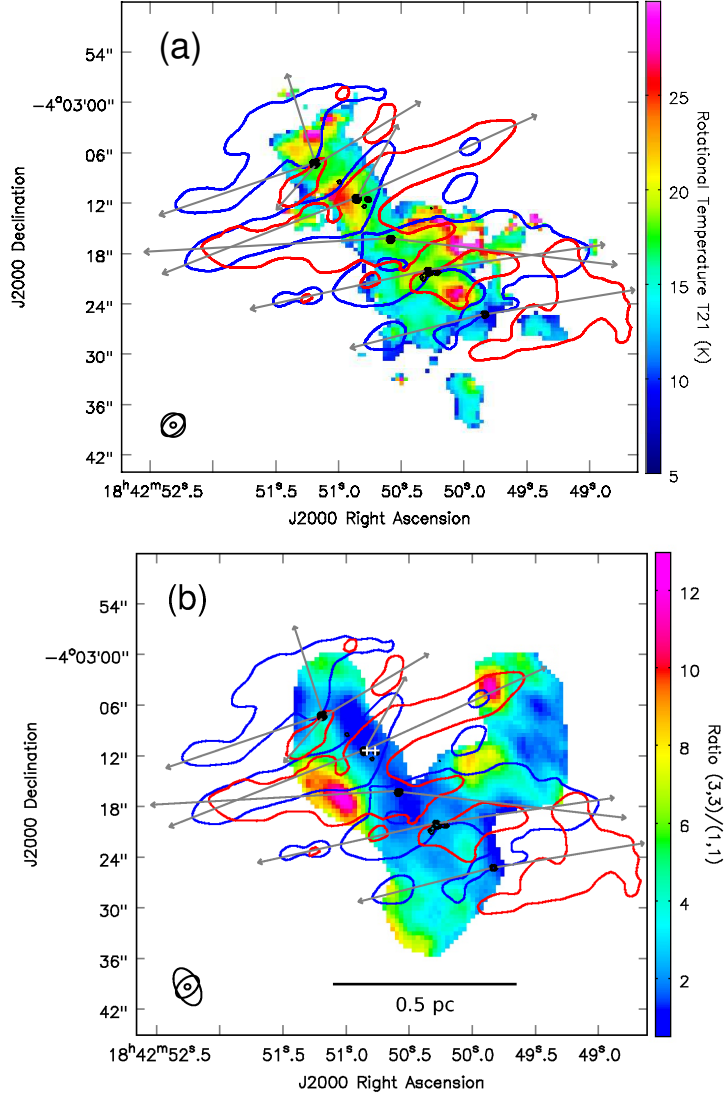 (a)
54"
−4°03'00"
06"
12"
18"
24"
30"
36"
42"
J2000 Declination
18ʰ42ᵐ52ˢ.5
51ˢ.5
51ˢ.0
50ˢ.5
50ˢ.0
49ˢ.5
49ˢ.0
J2000 Right Ascension
25
20
15
10
5
Rotational Temperature T21 (K)
(b)
54"
−4°03'00"
06"
12"
18"
24"
30"
36"
42"
J2000 Declination
0.5 pc
18ʰ42ᵐ52ˢ.5
51ˢ.5
51ˢ.0
50ˢ.5
50ˢ.0
49ˢ.5
49ˢ.0
J2000 Right Ascension
12
10
8
6
4
2
Ratio (3,3)/(1,1)